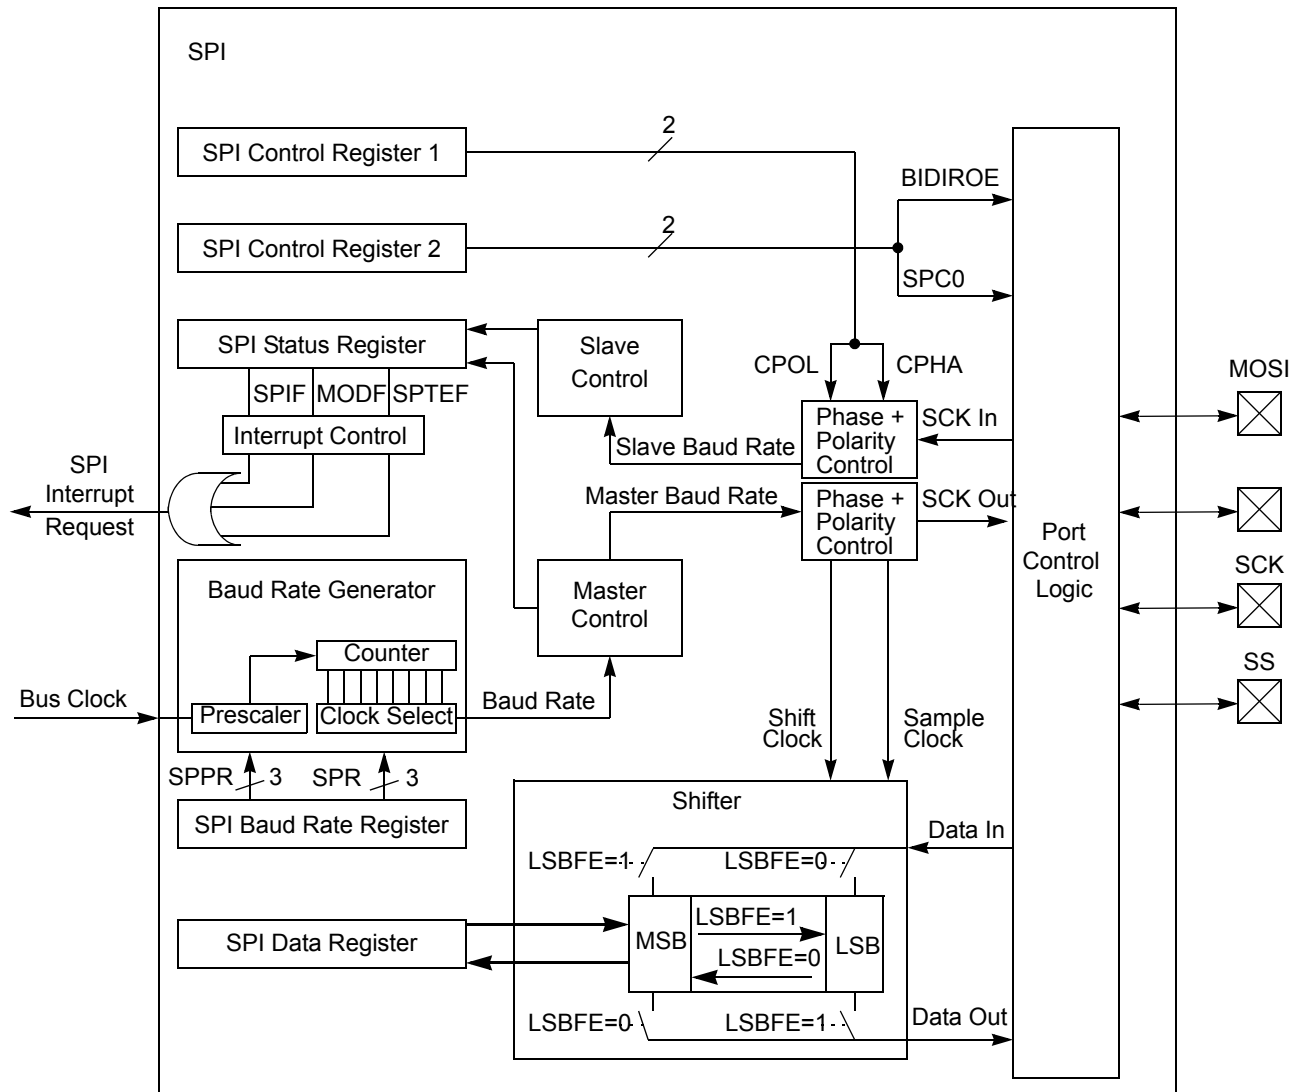 SPI
SPI Control Register 1
2
BIDIROE
SPI Control Register 2
2
SPC0
SPI Status Register
Slave
Control
CPOL
CPHA
MOSI
SPIF
MODF
SPTEF
Interrupt Control
Phase +
Polarity
Control
SCK In
Slave Baud Rate
SPI
Interrupt
Request
Master Baud Rate
Phase +
Polarity
Control
SCK Out
Port
Control
Logic
SCK
Baud Rate Generator
Master
Control
Counter
SS
Bus Clock
Prescaler
Clock Select
Baud Rate
Shift
Clock
Sample
Clock
SPPR
3
SPR
3
SPI Baud Rate Register
Shifter
Data In
LSBFE=1
LSBFE=0
SPI Data Register
MSB
LSBFE=1
LSBFE=0
LSB
LSBFE=0
LSBFE=1
Data Out